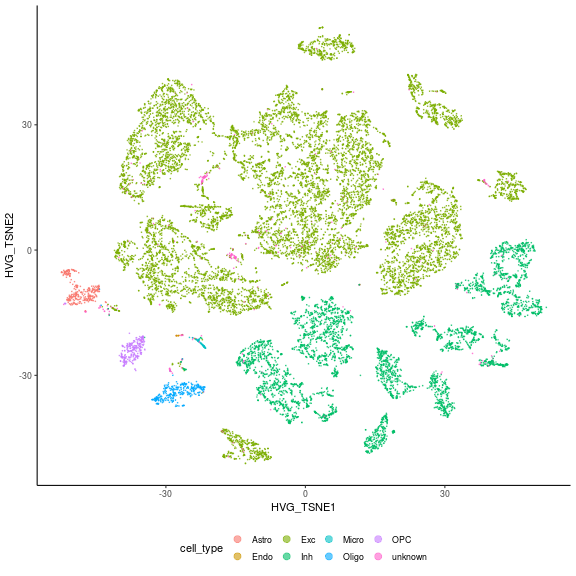 HVG_TSNE2
30
0
-30
-30
0
30
HVG_TSNE1
cell_type
Astro Exc Micro OPC
Endo Inh Oligo unknown